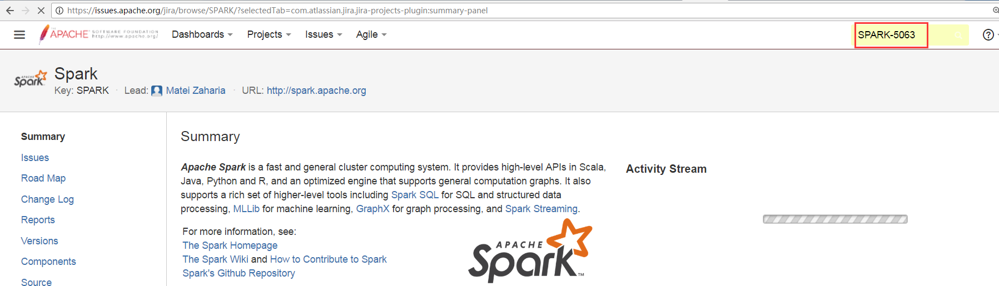 https://issues.apache.org/jira/browse/SPARK/?selectedTab=com.atlassian.jira.jira-projects-plugin:summary-panel
THE APACHE SOFTWARE FOUNDATION Dashboards Projects Issues Agile SPARK-5063
http://www.apache.org/
Spark
APACHE Spark
Key: SPARK · Lead: Matei Zaharia · URL: http://spark.apache.org
Summary
Issues
Road Map
Change Log
Reports
Versions
Components
Source
Summary
Apache Spark is a fast and general cluster computing system. It provides high-level APIs in Scala,
Java, Python and R, and an optimized engine that supports general computation graphs. It also
supports a rich set of higher-level tools including Spark SQL for SQL and structured data
processing, MLLib for machine learning, GraphX for graph processing, and Spark Streaming.
For more information, see:
The Spark Homepage
The Spark Wiki and How to Contribute to Spark
Spark's Github Repository
APACHE
Spark™
Activity Stream